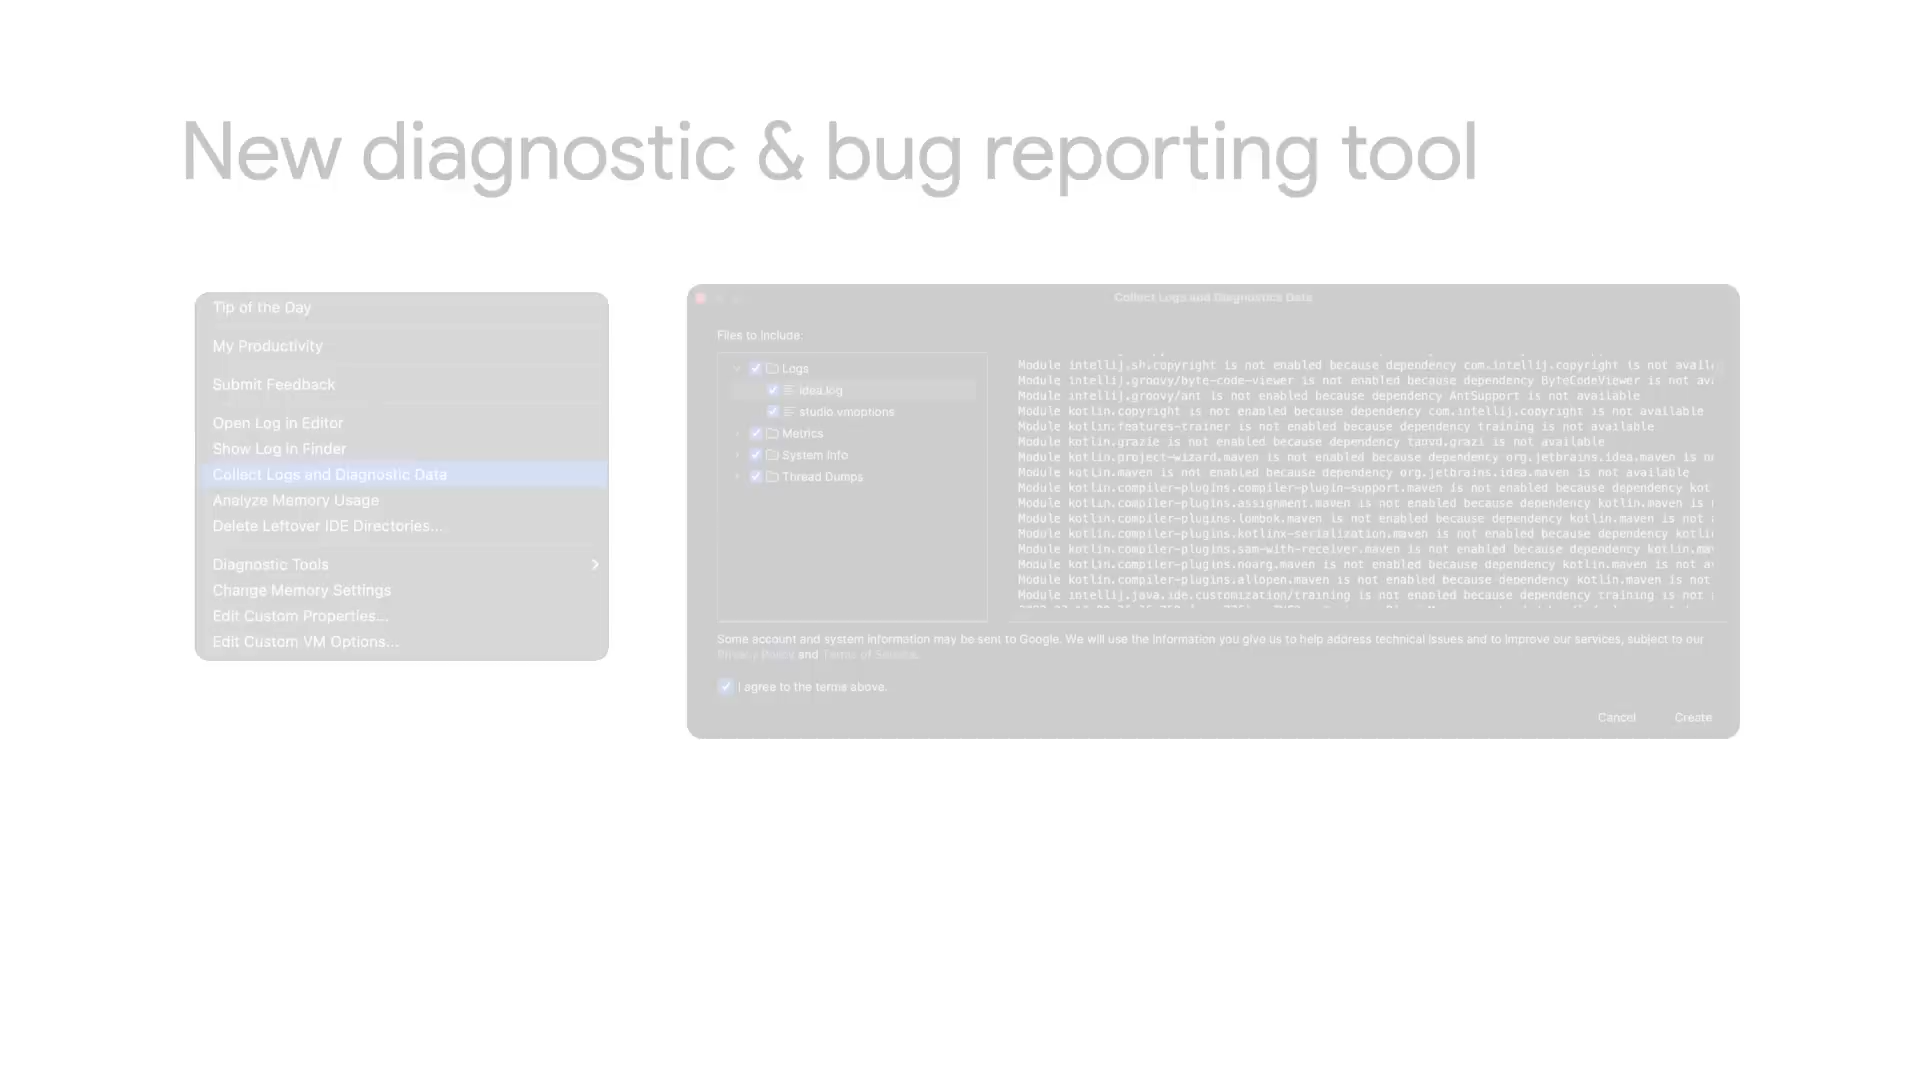 New diagnostic & bug reporting tool
Tip of the Day
My Productivity
Submit Feedback
Open Log in Editor
Show Log in Finder
Collect Logs and Diagnostic Data
Analyze Memory Usage
Delete Leftover IDE Directories...
Diagnostic Tools
Change Memory Settings
Edit Custom Properties...
Edit Custom VM Options...
Collect Logs and Diagnostics Data
Files to include:
Logs
idea.log
studio.vmoptions
Metrics
System Info
Thread Dumps
Module intellij.sh.copyright is not enabled because dependency com.intellij.copyright is not avail
Module intellij.groovy/byte-code-viewer is not enabled because dependency ByteCodeViewer is not av
Module intellij.groovy/ant is not enabled because dependency AntSupport is not available
Module kotlin.copyright is not enabled because dependency com.intellij.copyright is not available
Module kotlin.features-trainer is not enabled because dependency training is not available
Module kotlin.grazie is not enabled because dependency tanvd.grazi is not available
Module kotlin.project-wizard.maven is not enabled because dependency org.jetbrains.idea.maven is n
Module kotlin.maven is not enabled because dependency org.jetbrains.idea.maven is not available
Module kotlin.compiler-plugins.compiler-plugin-support.maven is not enabled because dependency kot
Module kotlin.compiler-plugins.assignment.maven is not enabled because dependency kotlin.maven is
Module kotlin.compiler-plugins.lombok.maven is not enabled because dependency kotlin.maven is not
Module kotlin.compiler-plugins.kotlinx-serialization.maven is not enabled because dependency kotli
Module kotlin.compiler-plugins.sam-with-receiver.maven is not enabled because dependency kotlin.ma
Module kotlin.compiler-plugins.noarg.maven is not enabled because dependency kotlin.maven is not a
Module kotlin.compiler-plugins.allopen.maven is not enabled because dependency kotlin.maven is not
Module intellij.java.ide.customization/training is not enabled because dependency training is not
Some account and system information may be sent to Google. We will use the information you give us to help address technical issues and to improve our services, subject to our
Privacy Policy and Terms of Service.
I agree to the terms above.
Cancel
Create